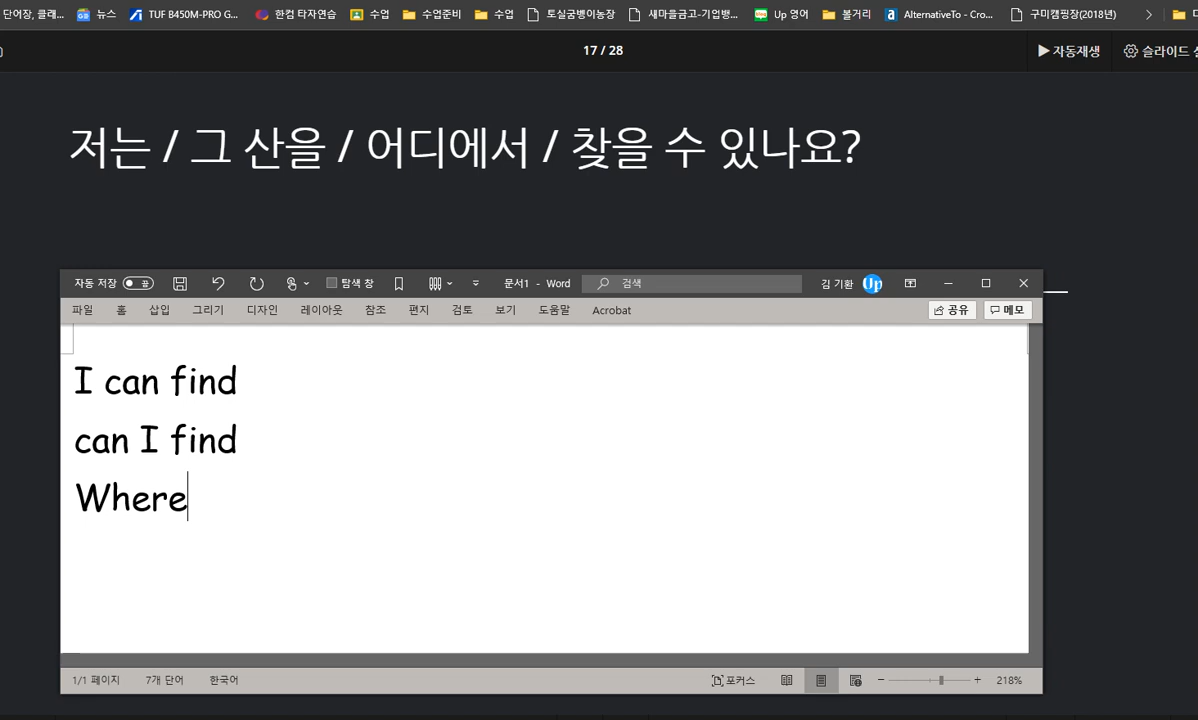 단어장, 클래...
뉴스
TUF B450M-PRO G...
한컴 타자연습
수업
수업준비
수업
토실굼벵이농장
새마을금고-기업뱅...
Up 영어
볼거리
AlternativeTo - Cro...
구미캠핑장(2018년)
17 / 28
자동재생
슬라이드
저는 / 그 산을 / 어디에서 / 찾을 수 있나요?
자동 저장
탐색 창
문서1 - Word
검색
김 기환
Up
파일 홈 삽입 그리기 디자인 레이아웃 참조 편지 검토 보기 도움말 Acrobat
공유
메모
I can find
can I find
Where
1/1 페이지 7개 단어 한국어
포커스
218%